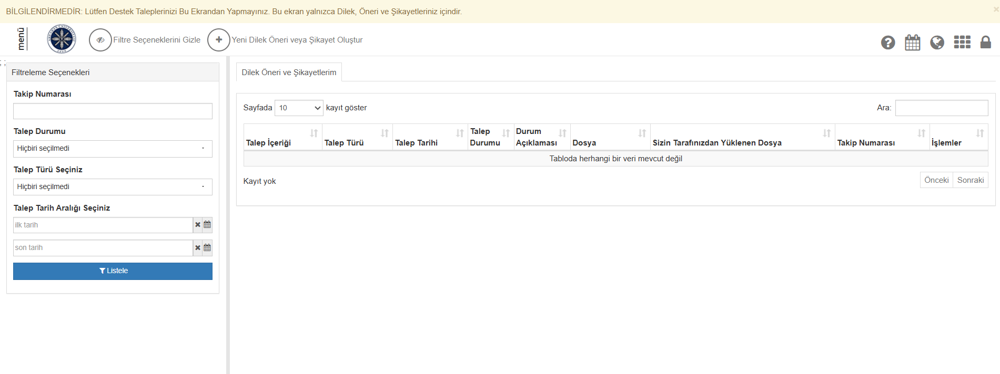 BİLGİLENDİRMEDİR: Lütfen Destek Taleplerinizi Bu Ekrandan Yapmayınız. Bu ekran yalnızca Dilek, Öneri ve Şikayetleriniz içindir.
×
menü
Filtre Seçeneklerini Gizle
Yeni Dilek Öneri veya Şikayet Oluştur
; ;
Filtreleme Seçenekleri
Takip Numarası
Talep Durumu
Hiçbiri seçilmedi
Talep Türü Seçiniz
Hiçbiri seçilmedi
Talep Tarih Aralığı Seçiniz
ilk tarih
son tarih
Listele
Dilek Öneri ve Şikayetlerim
Sayfada 10 kayıt göster
Ara:
Talep İçeriği
Talep Türü
Talep Tarihi
Talep
Durumu
Durum
Açıklaması
Dosya
Sizin Tarafınızdan Yüklenen Dosya
Takip Numarası
İşlemler
Tabloda herhangi bir veri mevcut değil
Kayıt yok
Önceki Sonraki